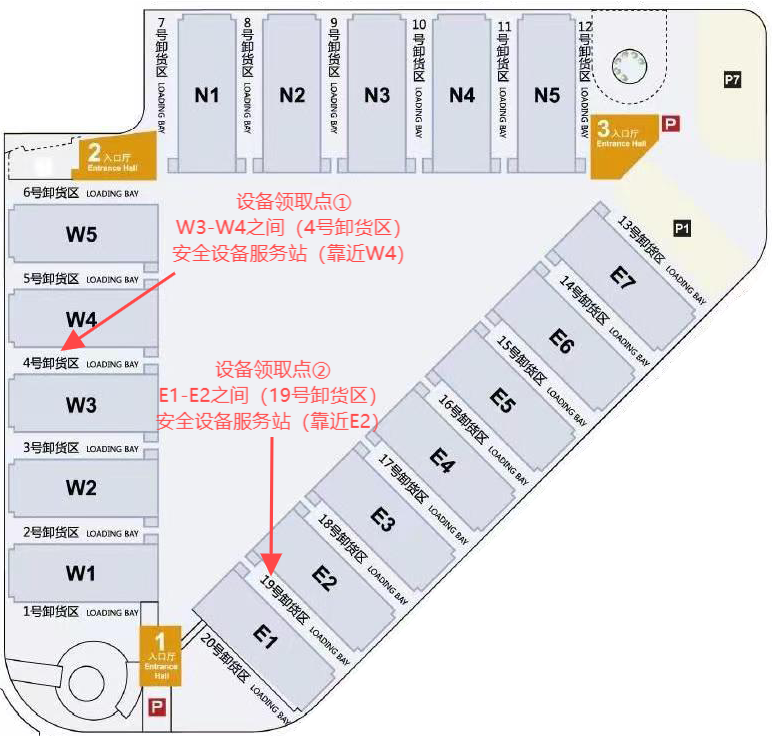 7号卸货区 LOADING BAY
N1
8号卸货区 LOADING BAY
N2
9号卸货区 LOADING BAY
N3
10号卸货区 LOADING BAY
N4
11号卸货区 LOADING BAY
N5
12号卸货区 LOADING BAY
P7
2 入口厅
Entrance Hall
3 入口厅
Entrance Hall
P
6号卸货区 LOADING BAY
W5
5号卸货区 LOADING BAY
W4
4号卸货区 LOADING BAY
W3
3号卸货区 LOADING BAY
W2
2号卸货区 LOADING BAY
W1
1号卸货区 LOADING BAY
设备领取点①
W3-W4之间（4号卸货区）
安全设备服务站（靠近W4）
设备领取点②
E1-E2之间（19号卸货区）
安全设备服务站（靠近E2）
P1
13号卸货区 LOADING BAY
E7
14号卸货区 LOADING BAY
E6
15号卸货区 LOADING BAY
E5
16号卸货区 LOADING BAY
E4
17号卸货区 LOADING BAY
E3
18号卸货区 LOADING BAY
E2
19号卸货区 LOADING BAY
E1
20号卸货区 LOADING BAY
1
入口厅
Entrance
Hall
P